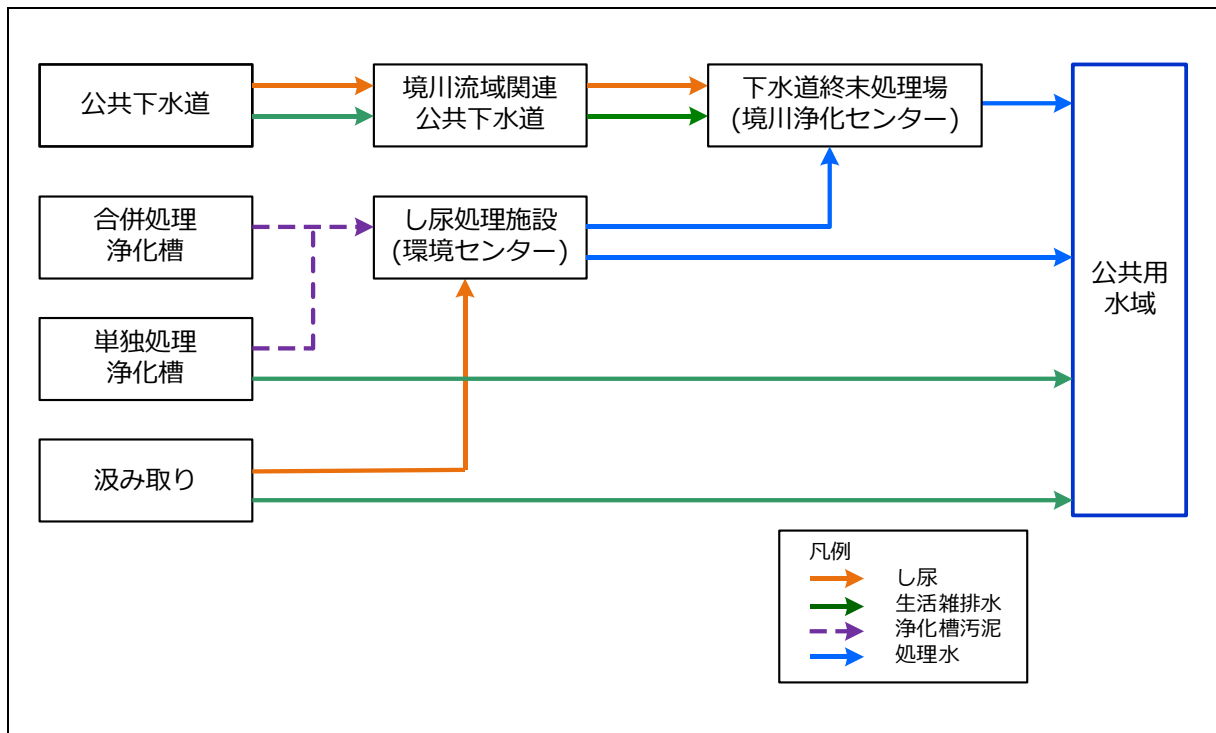 公共下水道
境川流域関連
公共下水道
下水道終末処理場
(境川浄化センター)
合併処理
浄化槽
し尿処理施設
(環境センター)
公共用
水域
単独処理
浄化槽
汲み取り
凡例
し尿
生活雑排水
浄化槽汚泥
処理水